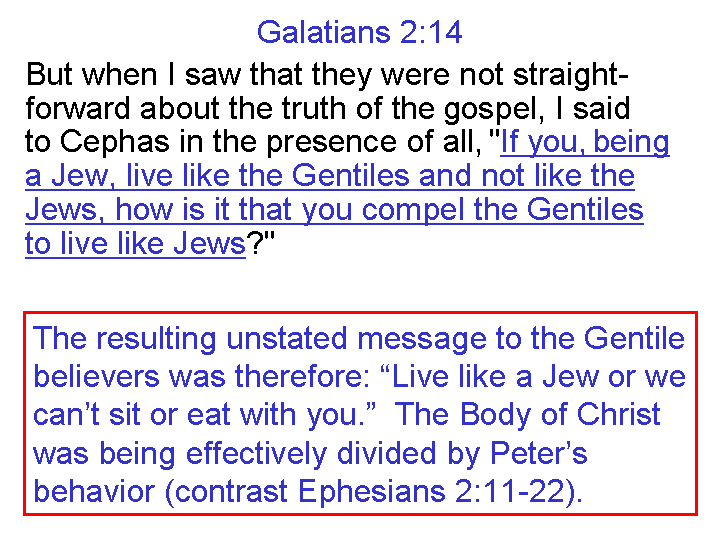 Galatians 2:14
But when I saw that they were not straight-
forward about the truth of the gospel, I said
to Cephas in the presence of all, "If you, being
a Jew, live like the Gentiles and not like the
Jews, how is it that you compel the Gentiles
to live like Jews?"
The resulting unstated message to the Gentile
believers was therefore: “Live like a Jew or we
can’t sit or eat with you.”  The Body of Christ
was being effectively divided by Peter’s
behavior (contrast Ephesians 2:11-22).